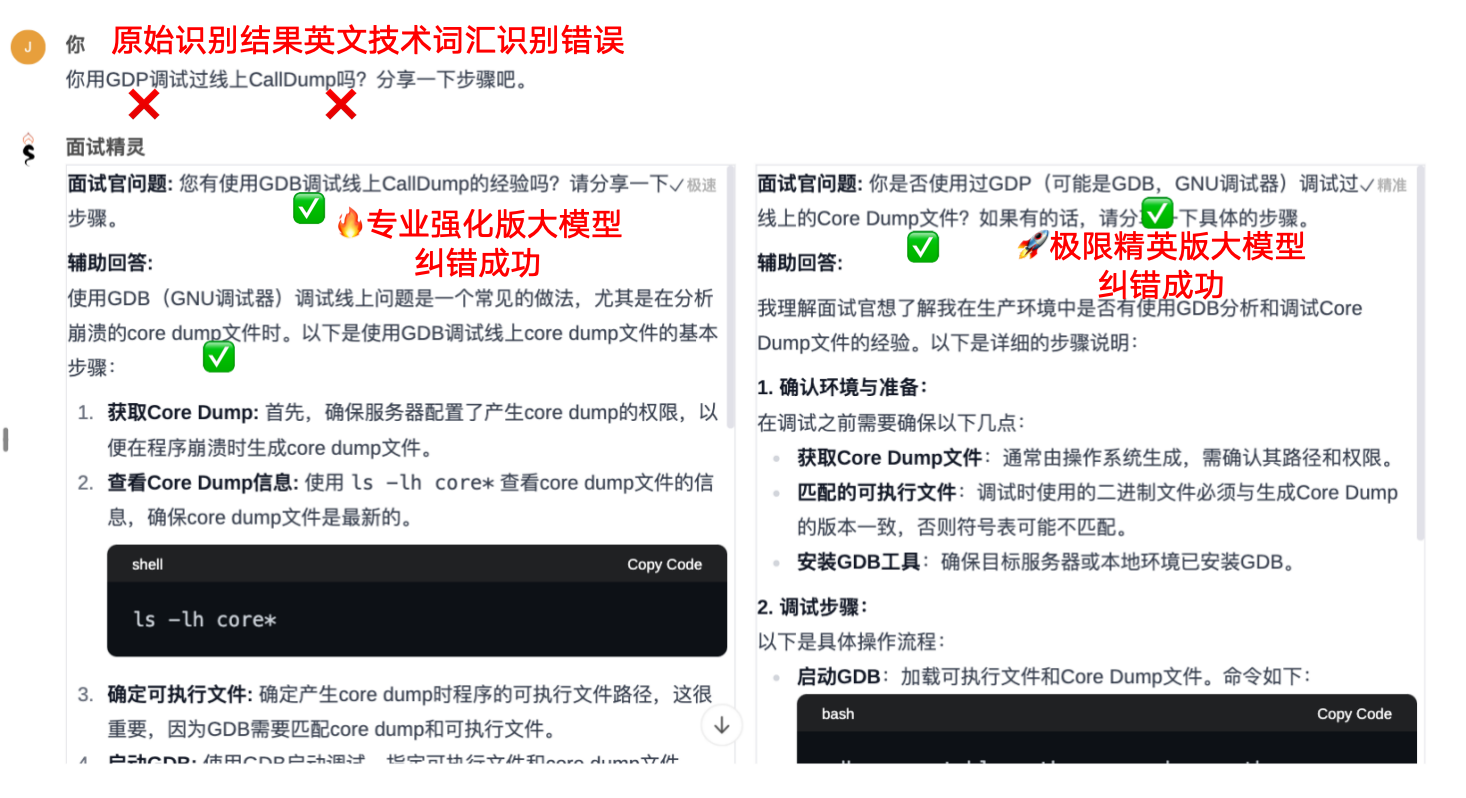 J
你 原始识别结果英文技术词汇识别错误
你用GDP调试过线上CallDump吗？分享一下步骤吧。
面试精灵
面试官问题: 您有使用GDB调试线上CallDump的经验吗？请分享一下
极速
步骤。
🔥专业强化版大模型
纠错成功
辅助回答:
使用GDB（GNU调试器）调试线上问题是一个常见的做法，尤其是在分析
崩溃的core dump文件时。以下是使用GDB调试线上core dump文件的基本
步骤：
1. 获取Core Dump: 首先，确保服务器配置了产生core dump的权限，以
便在程序崩溃时生成core dump文件。
2. 查看Core Dump信息: 使用 ls -lh core* 查看core dump文件的信
息，确保core dump文件是最新的。
shell Copy Code
ls -lh core*
3. 确定可执行文件: 确定产生core dump时程序的可执行文件路径，这很
重要，因为GDB需要匹配core dump和可执行文件。
4. 启动GDB: 使用GDB启动调试，指定可执行文件和core dump文件
面试官问题: 你是否使用过GDP（可能是GDB，GNU调试器）调试过
精准
线上的Core Dump文件？如果有的话，请分 下具体的步骤。
🚀极限精英版大模型
纠错成功
辅助回答:
我理解面试官想了解我在生产环境中是否有使用GDB分析和调试Core
Dump文件的经验。以下是详细的步骤说明：
1. 确认环境与准备：
在调试之前需要确保以下几点：
获取Core Dump文件：通常由操作系统生成，需确认其路径和权限。
匹配的可执行文件：调试时使用的二进制文件必须与生成Core Dump
的版本一致，否则符号表可能不匹配。
安装GDB工具：确保目标服务器或本地环境已安装GDB。
2. 调试步骤：
以下是具体操作流程：
启动GDB：加载可执行文件和Core Dump文件。命令如下：
bash Copy Code